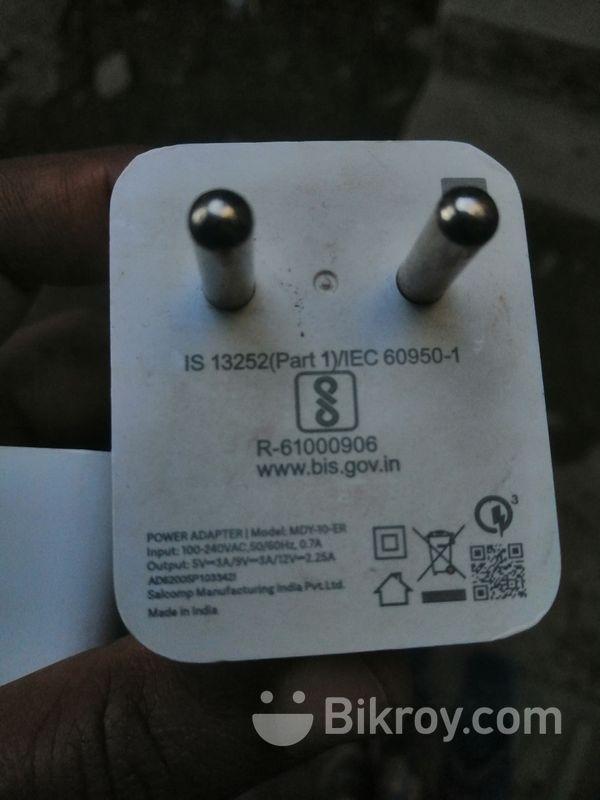 IS 13252(Part 1)/IEC 60950-1
R-61000906
www.bis.gov.in
3
POWER ADAPTER | Model: MDY-10-ER
Input: 100-240VAC,50/60Hz, 0.7A
Output: 5V⎓3A/9V⎓3A/12V⎓2.25A
AD6200SP103342I
Salcomp Manufacturing India Pvt.Ltd.
Made in India
Bikroy.com